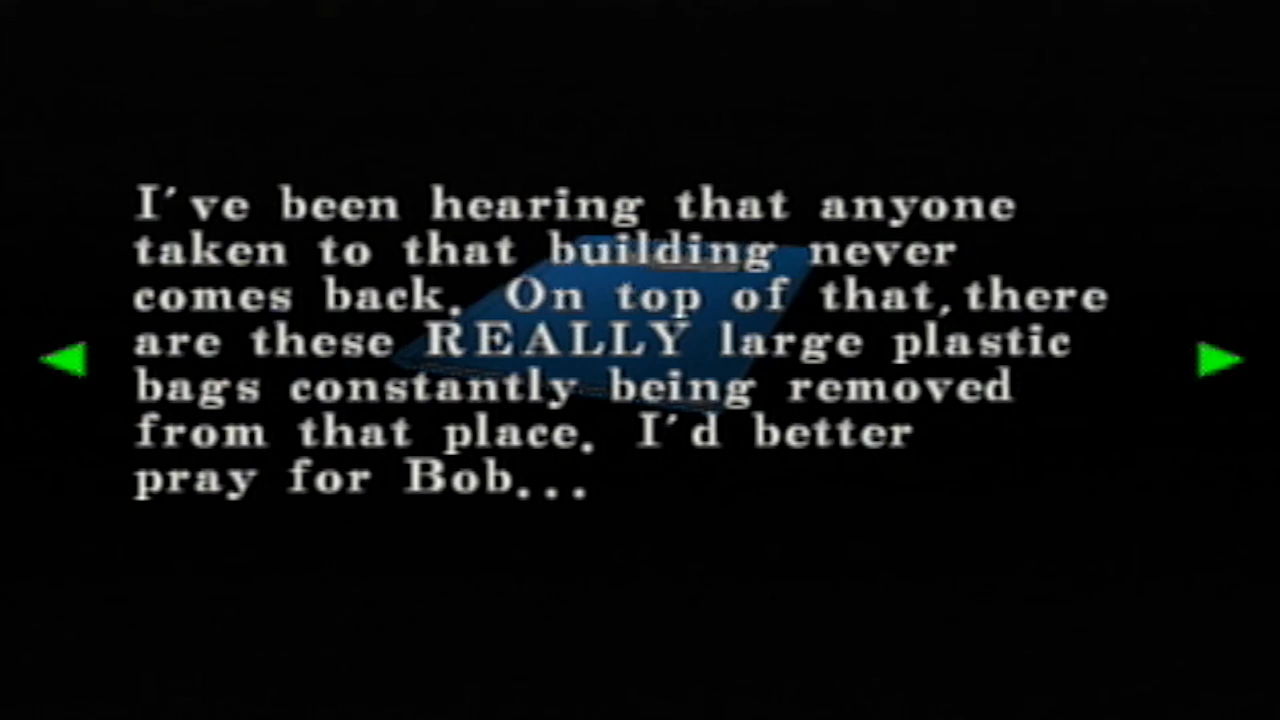 I've been hearing that anyone
taken to that building never
comes back. On top of that, there
are these REALLY large plastic
bags constantly being removed
from that place. I'd better
pray for Bob...